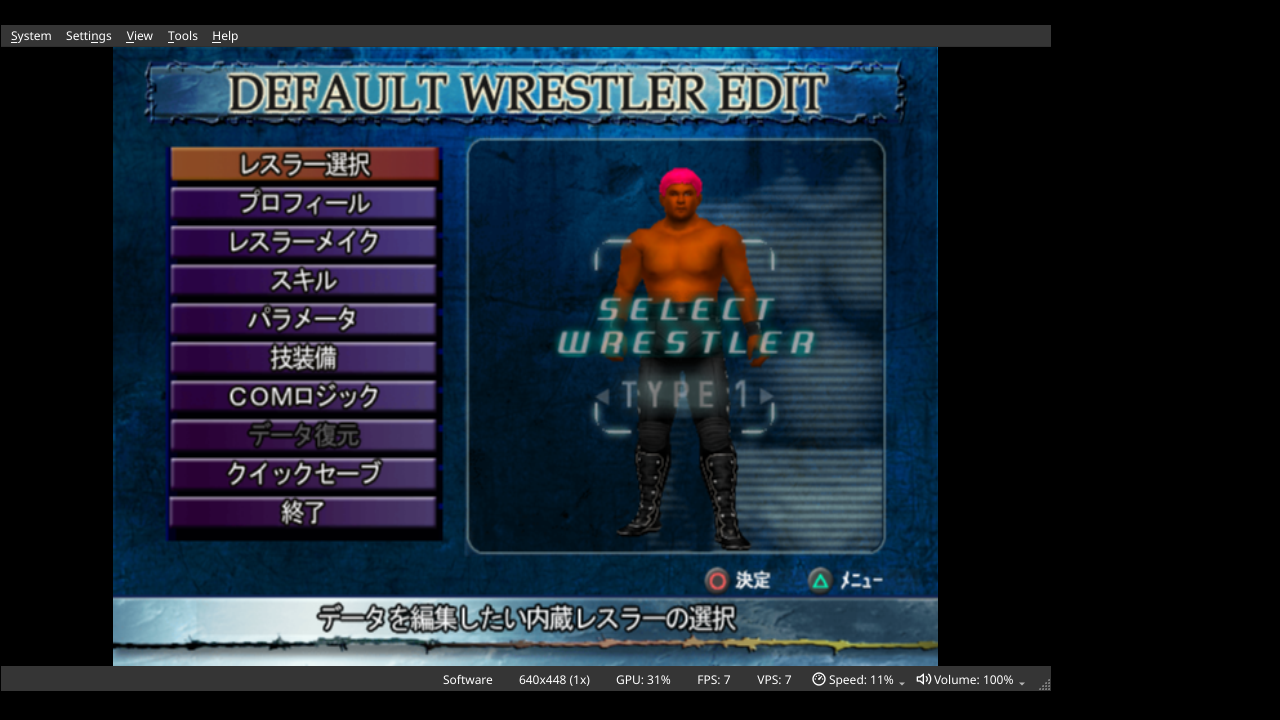 System Settings View Tools Help
DEFAULT WRESTLER EDIT
レスラー選択
プロフィール
レスラーメイク
スキル
パラメータ
技装備
COMロジック
データ復元
クイックセーブ
終了
SELECT
WRESTLER
TYPE 1
決定 メニュー
データを編集したい内蔵レスラーの選択
Software 640x448 (1x) GPU: 31% FPS: 7 VPS: 7 Speed: 11% Volume: 100%